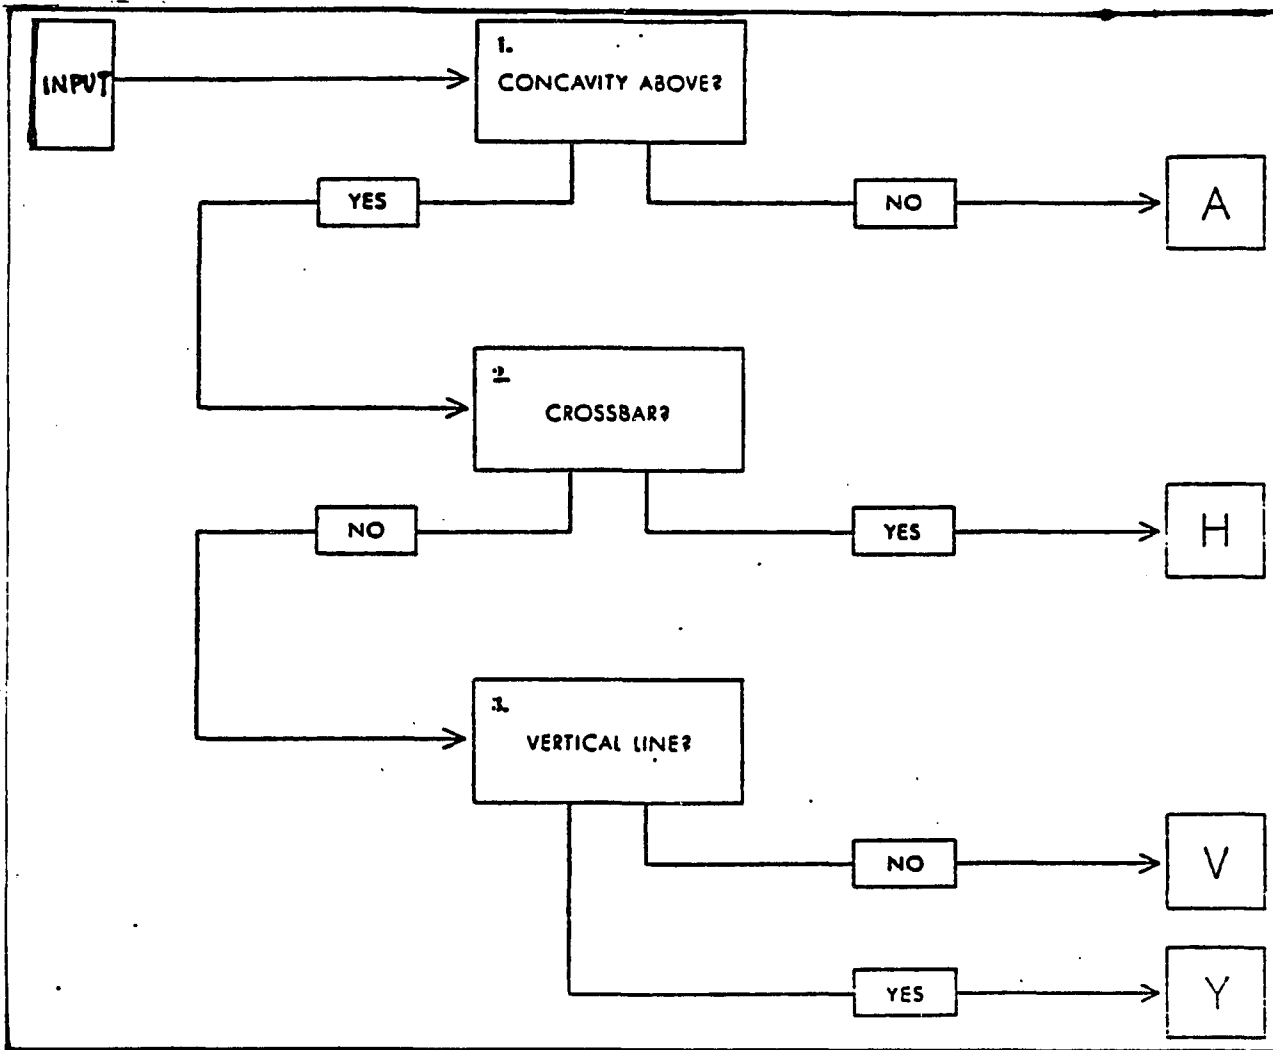 INPUT
1.
CONCAVITY ABOVE?
YES
NO
A
2
CROSSBAR?
NO
YES
H
3.
VERTICAL LINE?
NO
V
YES
Y